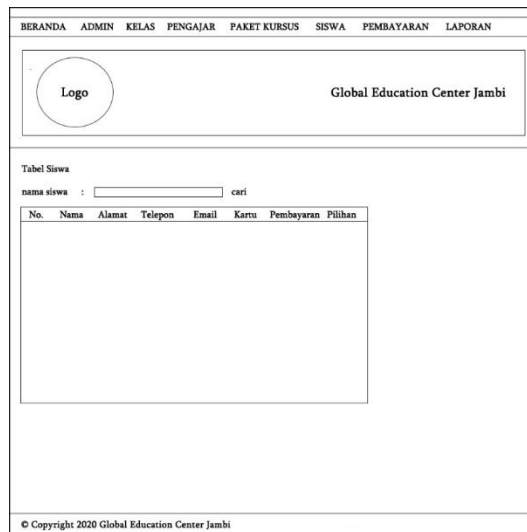 BERANDA ADMIN KELAS PENGAJAR PAKET KURSUS SISWA PEMBAYARAN LAPORAN
Logo
Global Education Center Jambi
Tabel Siswa
nama siswa : cari
No. Nama Alamat Telepon Email Kartu Pembayaran Pilihan
© Copyright 2020 Global Education Center Jambi